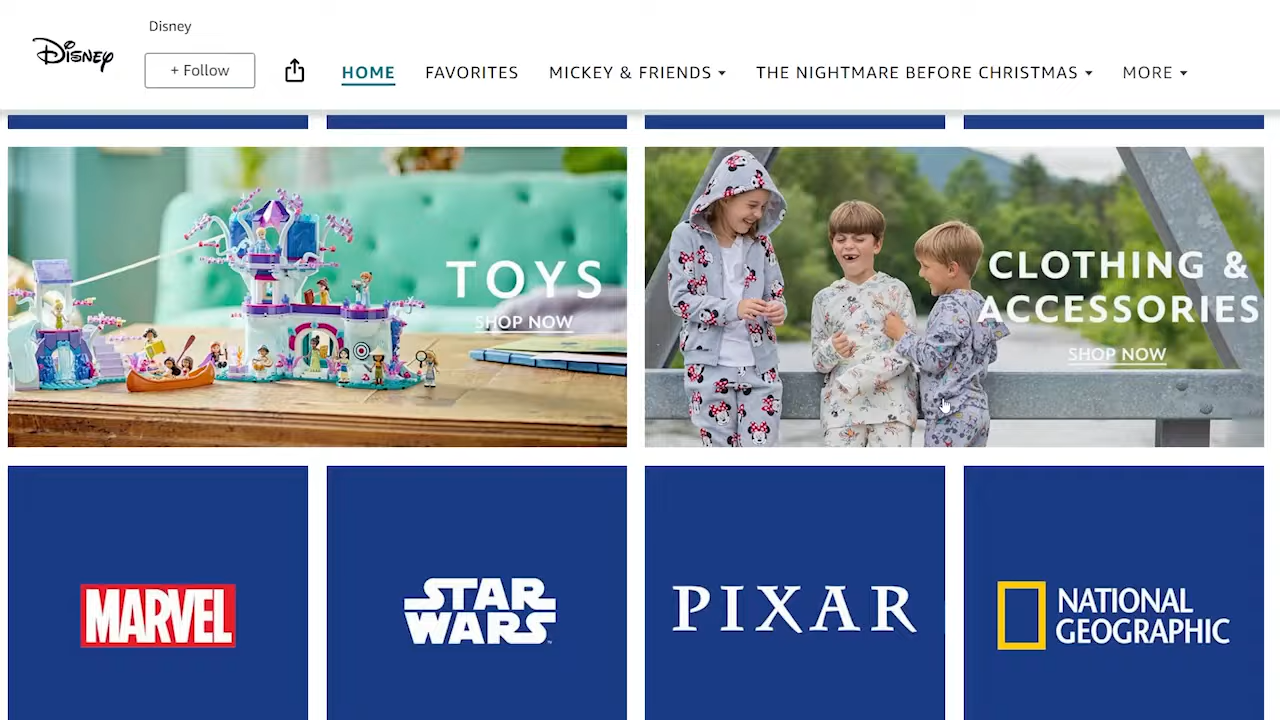 Disney
Disney
+ Follow
HOME
FAVORITES
MICKEY & FRIENDS
THE NIGHTMARE BEFORE CHRISTMAS
MORE
TOYS
SHOP NOW
CLOTHING &
ACCESSORIES
SHOP NOW
MARVEL
STAR
WARS
PIXAR
NATIONAL
GEOGRAPHIC